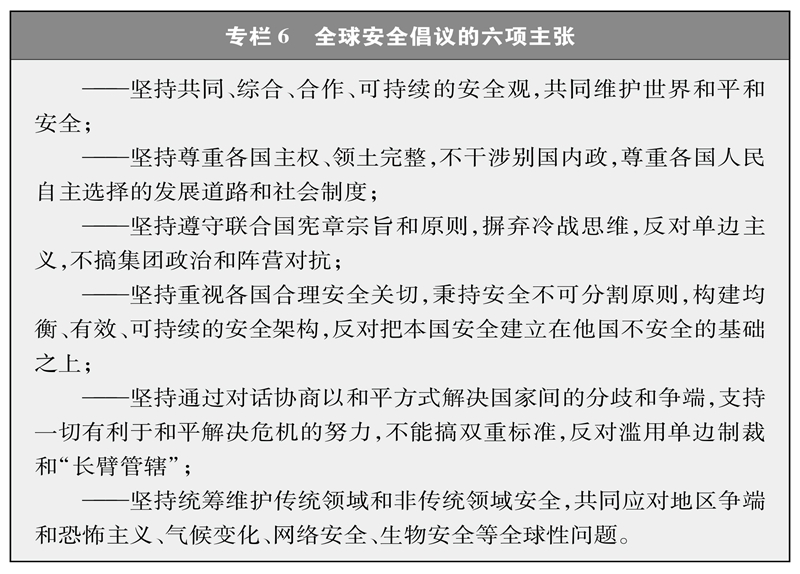 专栏 6　全球安全倡议的六项主张
——坚持共同、综合、合作、可持续的安全观，共同维护世界和平和
安全；
——坚持尊重各国主权、领土完整，不干涉别国内政，尊重各国人民
自主选择的发展道路和社会制度；
——坚持遵守联合国宪章宗旨和原则，摒弃冷战思维，反对单边主
义，不搞集团政治和阵营对抗；
——坚持重视各国合理安全关切，秉持安全不可分割原则，构建均
衡、有效、可持续的安全架构，反对把本国安全建立在他国不安全的基础
之上；
——坚持通过对话协商以和平方式解决国家间的分歧和争端，支持
一切有利于和平解决危机的努力，不能搞双重标准，反对滥用单边制裁
和“长臂管辖”；
——坚持统筹维护传统领域和非传统领域安全，共同应对地区争端
和恐怖主义、气候变化、网络安全、生物安全等全球性问题。